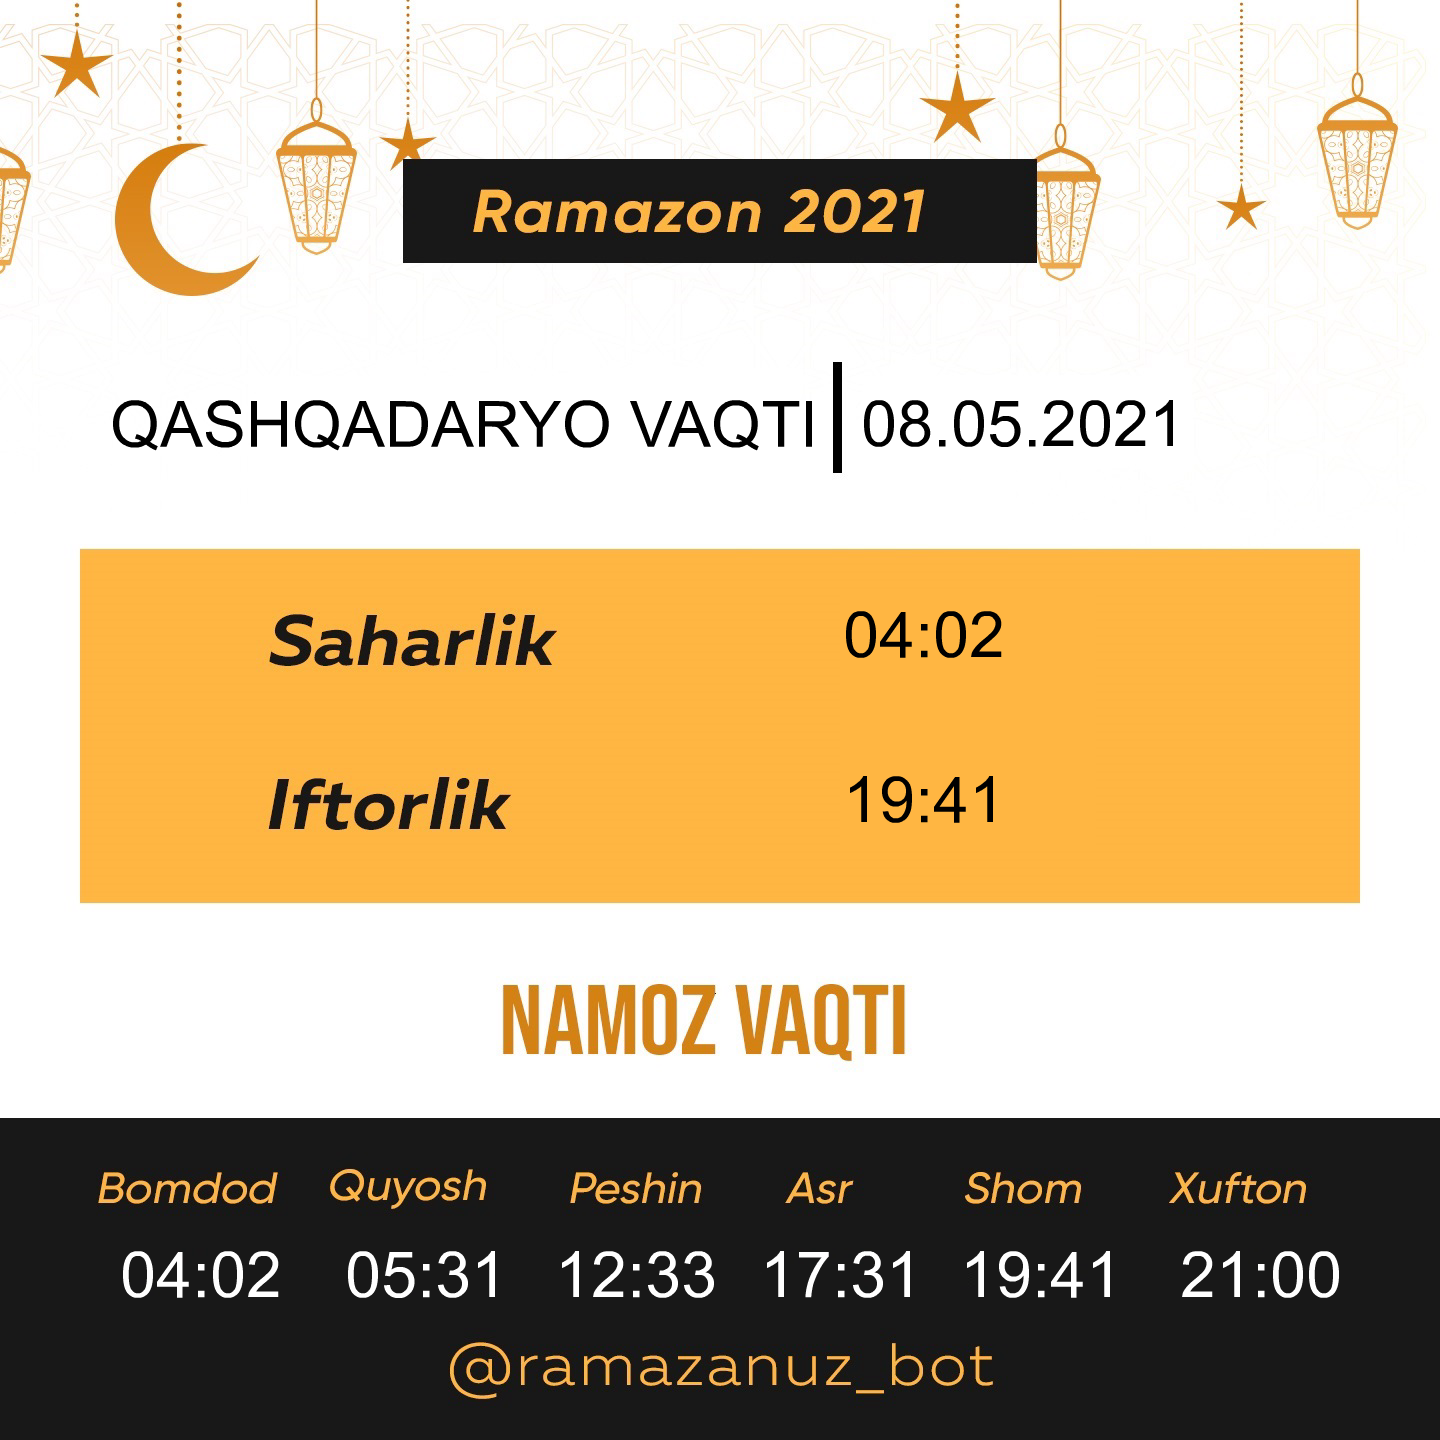 Ramazon 2021
QASHQADARYO VAQTI | 08.05.2021
Saharlik 04:02
Iftorlik 19:41
NAMOZ VAQTI
Bomdod Quyosh Peshin Asr Shom Xufton
04:02 05:31 12:33 17:31 19:41 21:00
@ramazanuz_bot